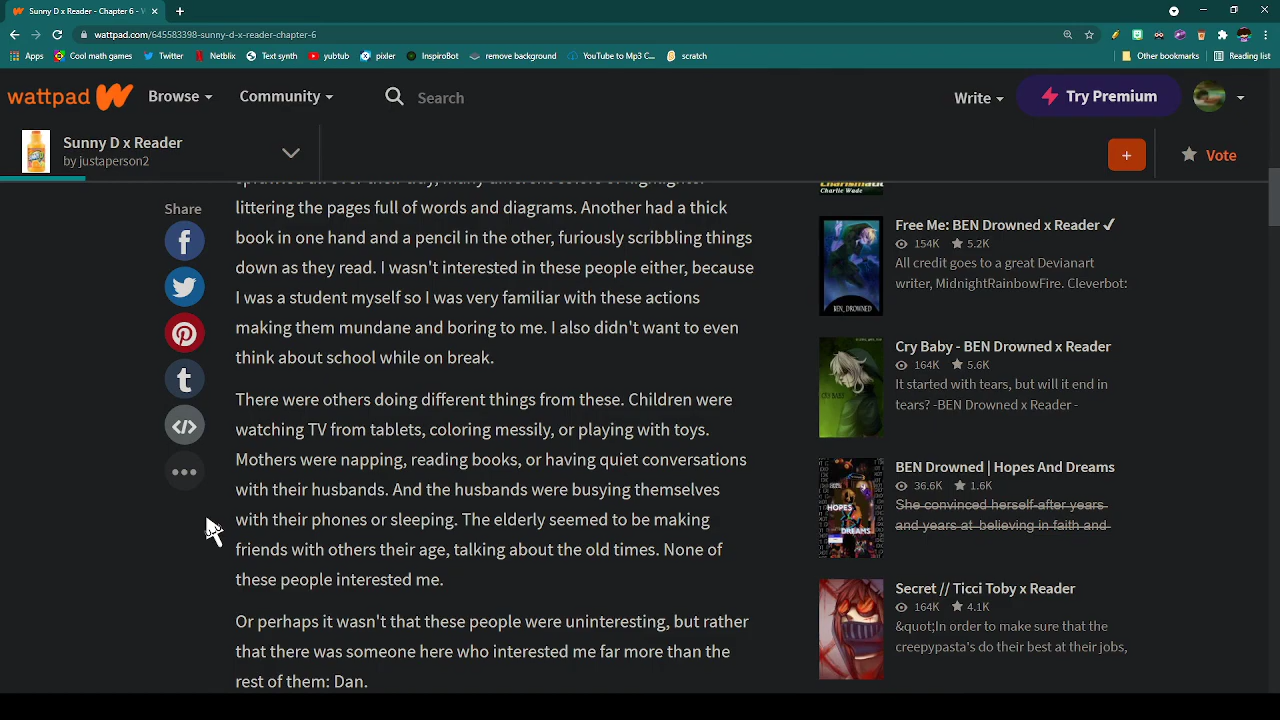 Sunny D x Reader - Chapter 6 - V
wattpad.com/645583398-sunny-d-x-reader-chapter-6
Apps
Cool math games
Twitter
Netblix
Text synth
yubtub
pixler
InspiroBot
remove background
YouTube to Mp3 C...
scratch
Other bookmarks
Reading list
wattpad
Browse
Community
Search
Write
Try Premium
Sunny D x Reader
by justaperson2
Vote
Share
littering the pages full of words and diagrams. Another had a thick
book in one hand and a pencil in the other, furiously scribbling things
down as they read. I wasn't interested in these people either, because
I was a student myself so I was very familiar with these actions
making them mundane and boring to me. I also didn't want to even
think about school while on break.
There were others doing different things from these. Children were
watching TV from tablets, coloring messily, or playing with toys.
Mothers were napping, reading books, or having quiet conversations
with their husbands. And the husbands were busying themselves
with their phones or sleeping. The elderly seemed to be making
friends with others their age, talking about the old times. None of
these people interested me.
Or perhaps it wasn't that these people were uninteresting, but rather
that there was someone here who interested me far more than the
rest of them: Dan.
Charismatic
Charlie Wade
BEN_DROWNED
Free Me: BEN Drowned x Reader ✓
154K 5.2K
All credit goes to a great Devianart
writer, MidnightRainbowFire. Cleverbot:
CRY BABY
Cry Baby - BEN Drowned x Reader
164K 5.6K
It started with tears, but will it end in
tears? -BEN Drowned x Reader -
HOPES
DREAMS
BEN Drowned | Hopes And Dreams
36.6K 1.6K
She convinced herself after years
and years at believing in faith and
Secret // Ticci Toby x Reader
164K 4.1K
&quot;In order to make sure that the
creepypasta's do their best at their jobs,